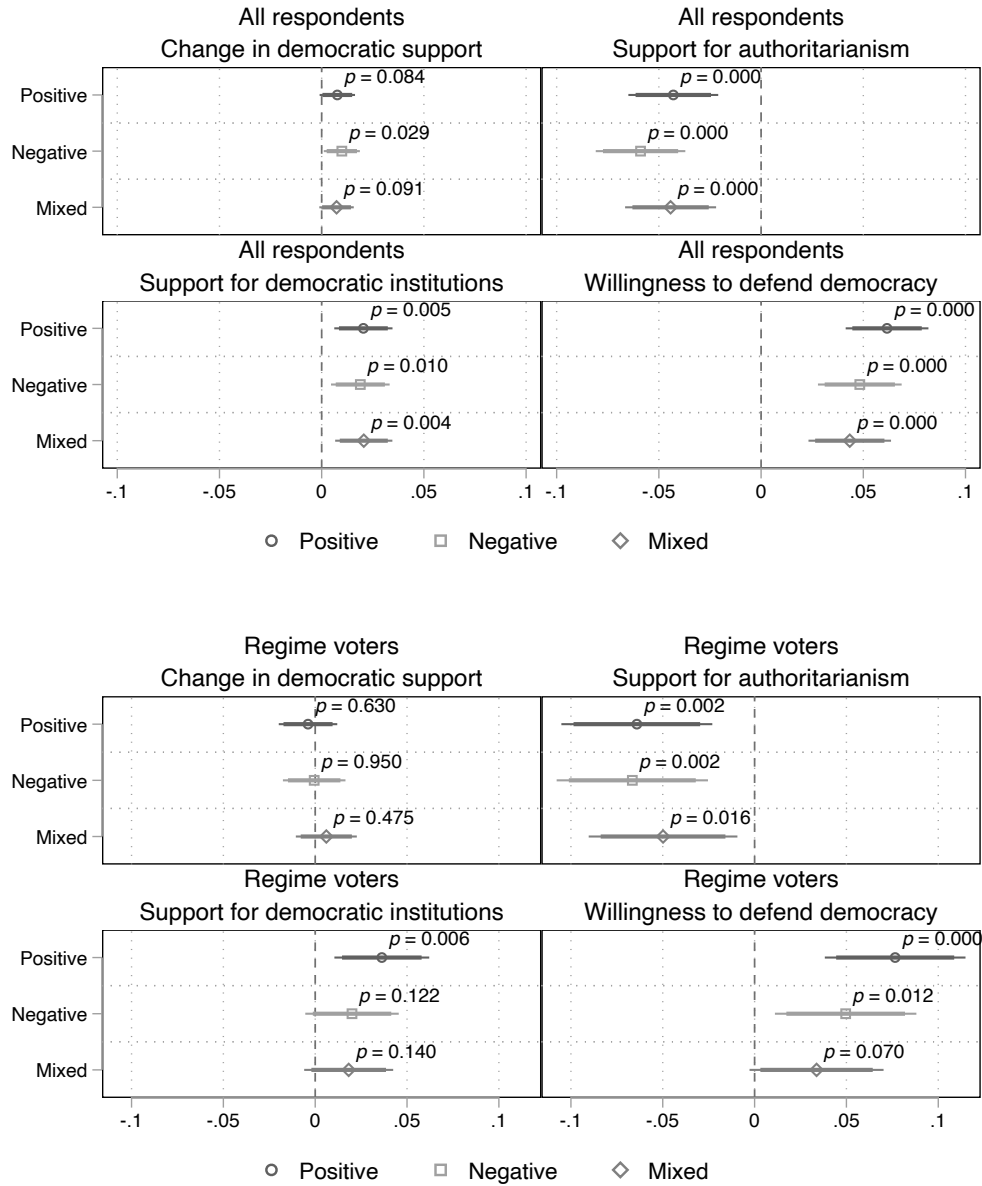 All respondents
Change in democratic support
All respondents
Support for authoritarianism
Positive
p = 0.084
p = 0.000
Negative
p = 0.029
p = 0.000
Mixed
p = 0.091
p = 0.000
All respondents
Support for democratic institutions
All respondents
Willingness to defend democracy
Positive
p = 0.005
p = 0.000
Negative
p = 0.010
p = 0.000
Mixed
p = 0.004
p = 0.000
-.1 -.05 0 .05 .1 -.1 -.05 0 .05 .1
Positive Negative Mixed
Regime voters
Change in democratic support
Regime voters
Support for authoritarianism
Positive
p = 0.630
p = 0.002
Negative
p = 0.950
p = 0.002
Mixed
p = 0.475
p = 0.016
Regime voters
Support for democratic institutions
Regime voters
Willingness to defend democracy
Positive
p = 0.006
p = 0.000
Negative
p = 0.122
p = 0.012
Mixed
p = 0.140
p = 0.070
-.1 -.05 0 .05 .1 -.1 -.05 0 .05 .1
Positive Negative Mixed